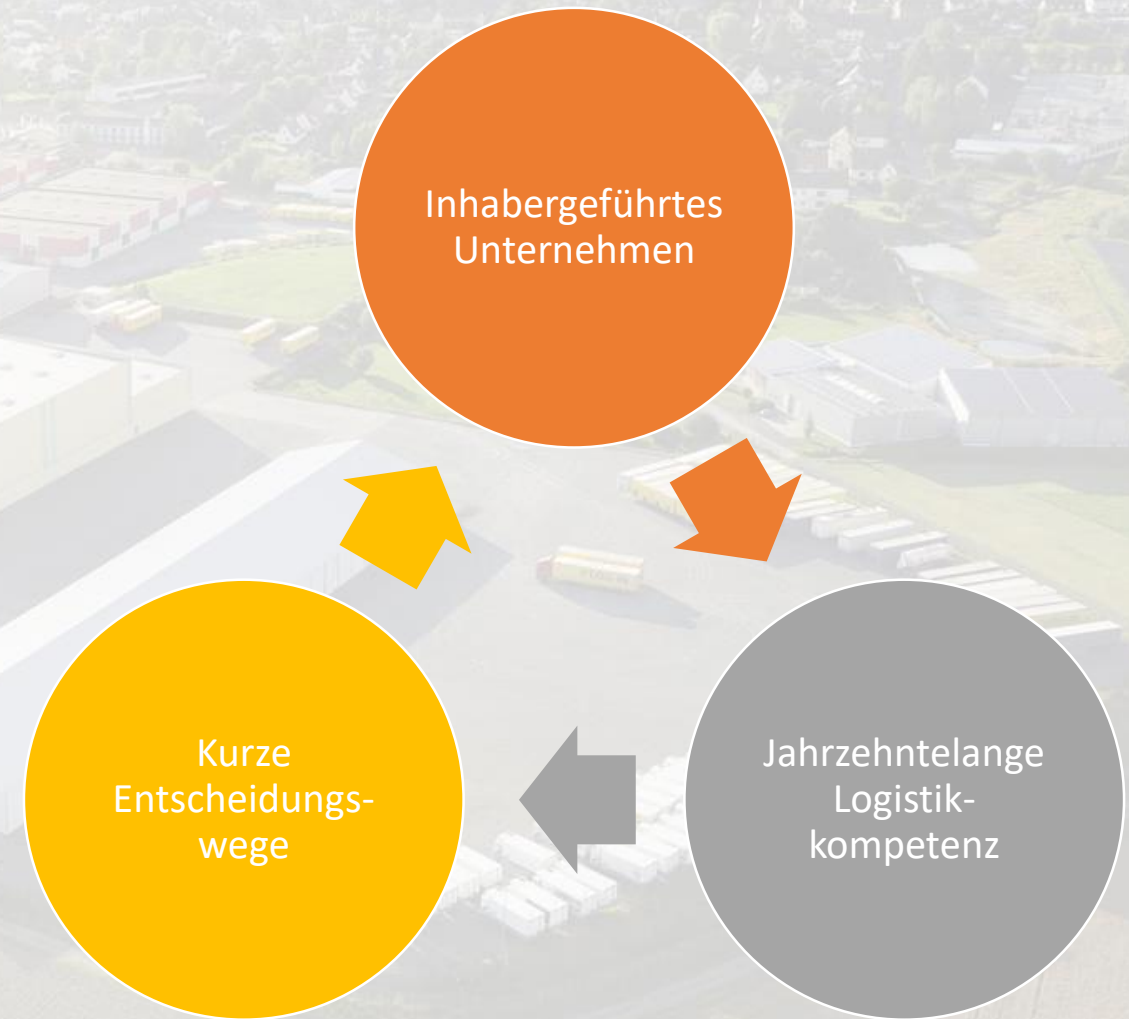 Inhabergeführtes
Unternehmen
Jahrzehntelange
Logistik-
kompetenz
Kurze
Entscheidungs-
wege